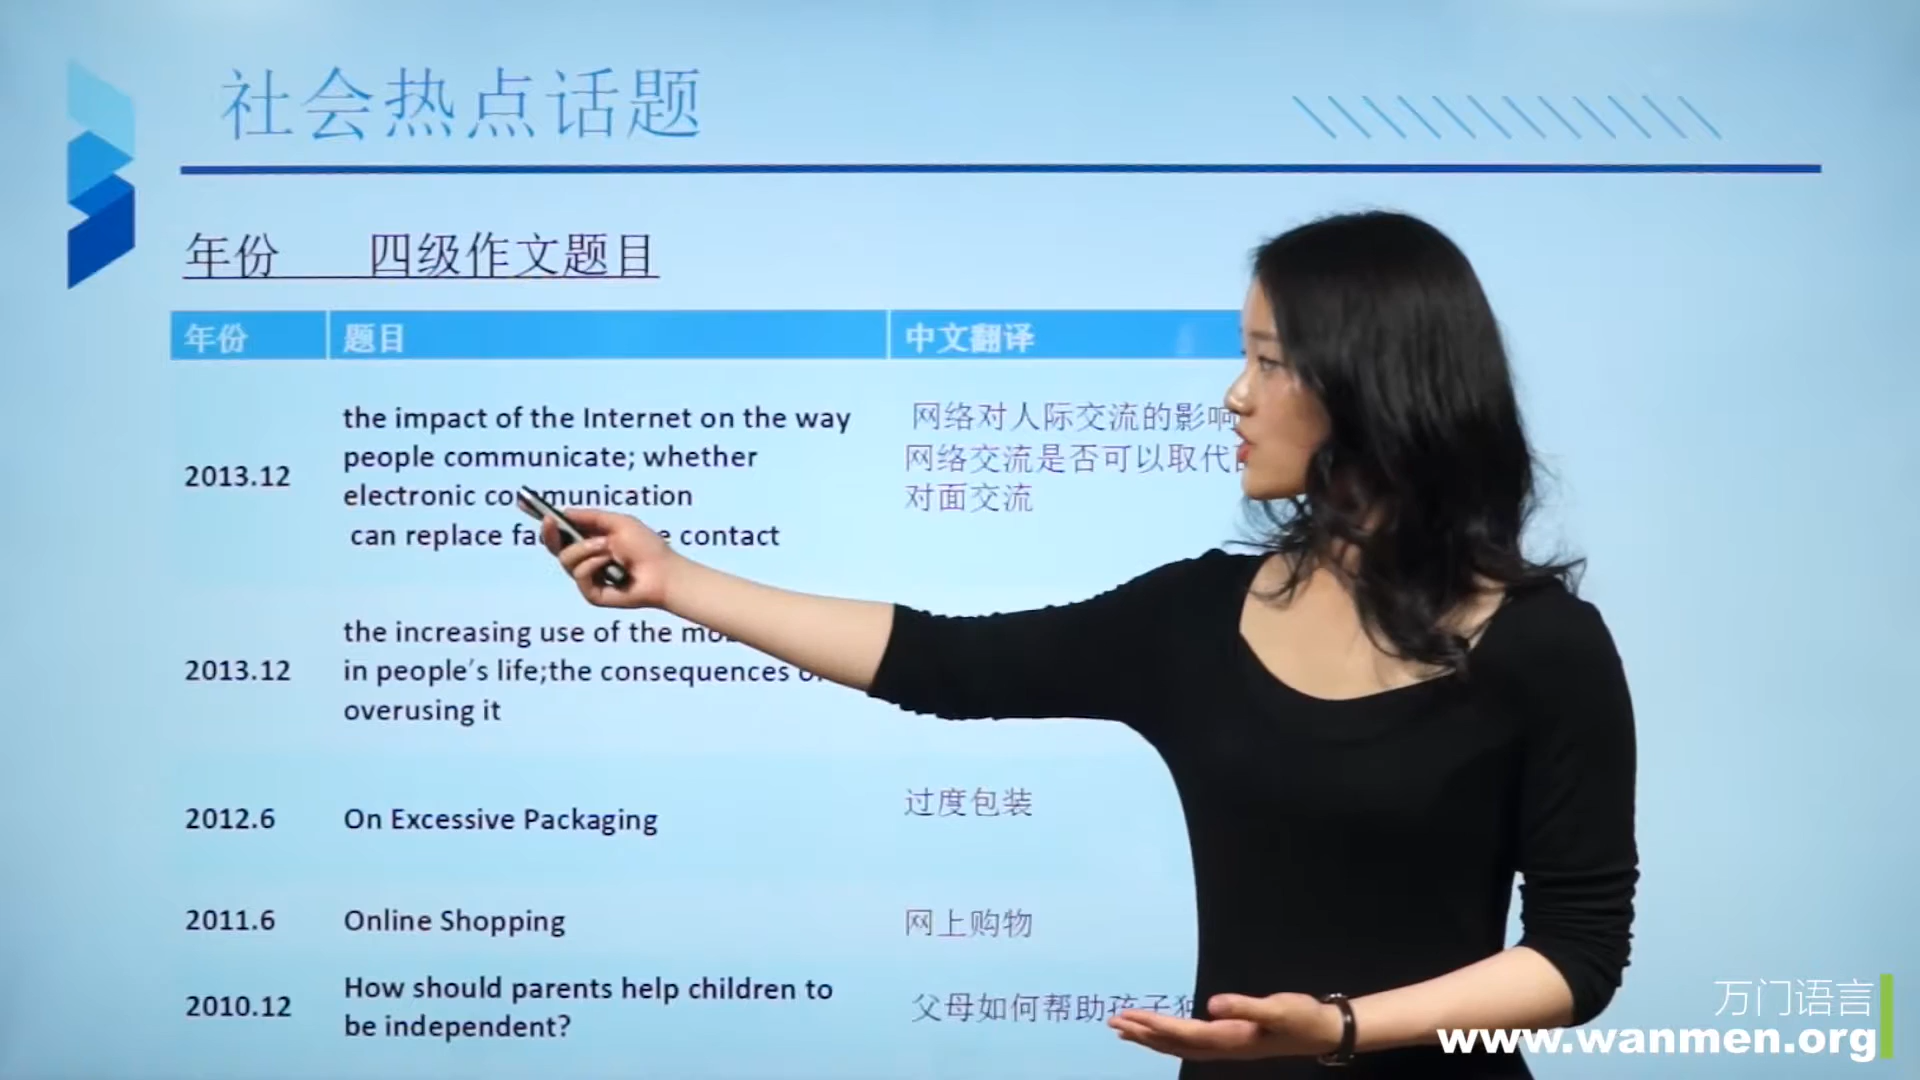 社会热点话题
年份 四级作文题目
年份 题目 中文翻译
2013.12
the impact of the Internet on the way
people communicate; whether
electronic communication
can replace contact
网络对人际交流的影响
网络交流是否可以取代
对面交流
2013.12
the increasing use of the
in people's life;the consequences
overusing it
2012.6 On Excessive Packaging 过度包装
2011.6 Online Shopping 网上购物
2010.12
How should parents help children to
be independent?
父母如何帮助孩子
万门语言
www.wanmen.org